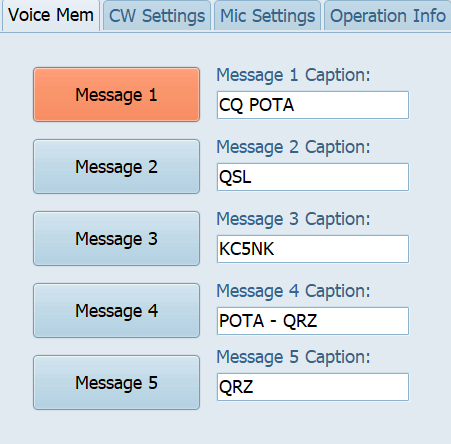 Voice Mem CW Settings Mic Settings Operation Info
Message 1 Caption:
Message 1 CQ POTA
Message 2 Caption:
Message 2 QSL
Message 3 Caption:
Message 3 KC5NK
Message 4 Caption:
Message 4 POTA - QRZ
Message 5 Caption:
Message 5 QRZ